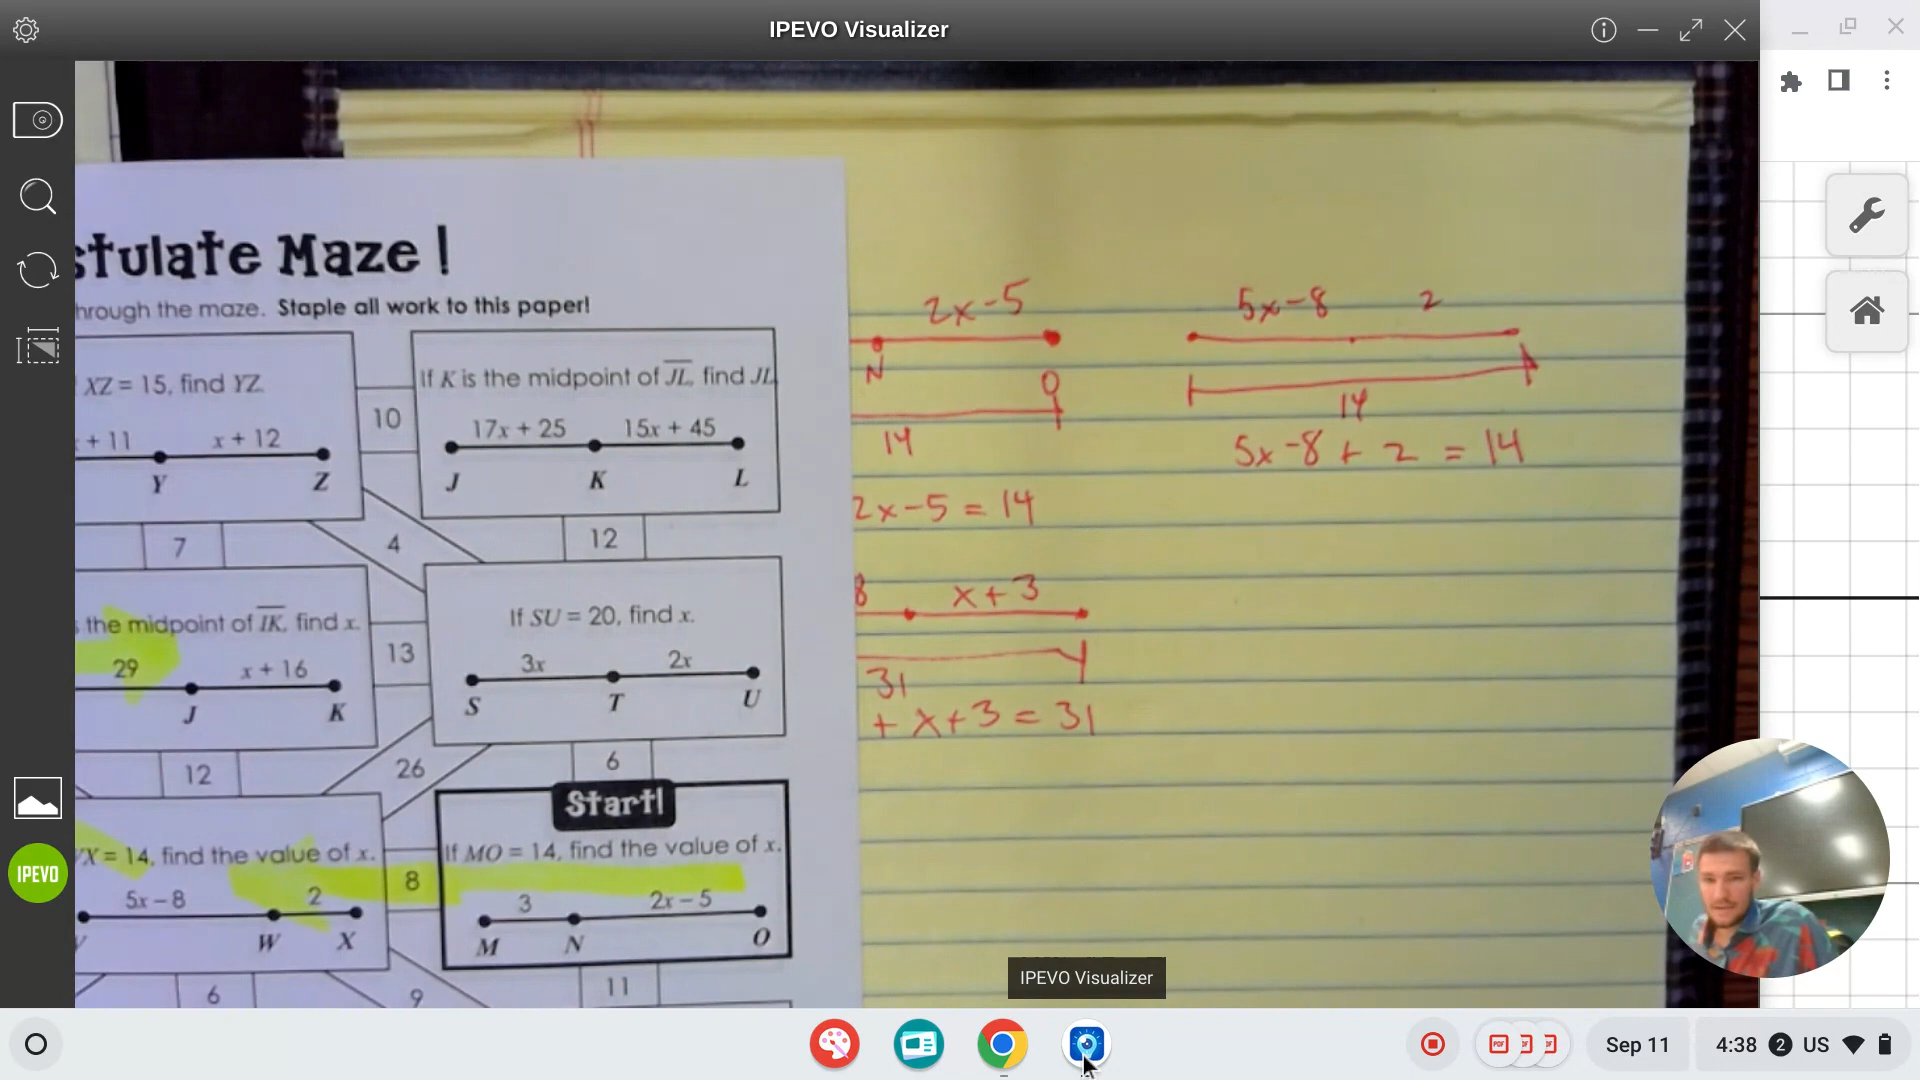 IPEVO Visualizer
stulate Maze!
hrough the maze. Staple all work to this paper!
XZ = 15, find YZ.
+ 11 x + 12
Y Z
10
If K is the midpoint of JL, find JL
17x + 25 15x + 45
J K L
7
4
12
the midpoint of IK, find x.
29 x + 16
J K
13
If SU = 20, find x.
3x 2x
S T U
12
26
6
VX = 14, find the value of x.
5x – 8 2
W X
8
Start!
If MO = 14, find the value of x.
3 2x – 5
M N O
6
9
11
2x-5
N O
14
2x-5=14
8 x+3
31
+ x+3=31
5x-8 2
14
5x-8+2=14
IPEVO
IPEVO Visualizer
PDF
Sep 11
4:38 2 US